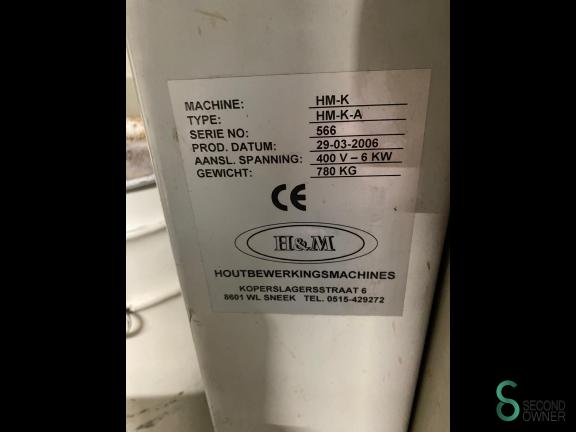 MACHINE: HM-K
TYPE: HM-K-A
SERIE NO: 566
PROD. DATUM: 29-03-2006
AANSL. SPANNING: 400 V – 6 KW
GEWICHT: 780 KG
CE
H&M
HOUTBEWERKINGSMACHINES
KOPERSLAGERSSTRAAT 6
8601 WL SNEEK TEL. 0515-429272
SECOND
OWNER